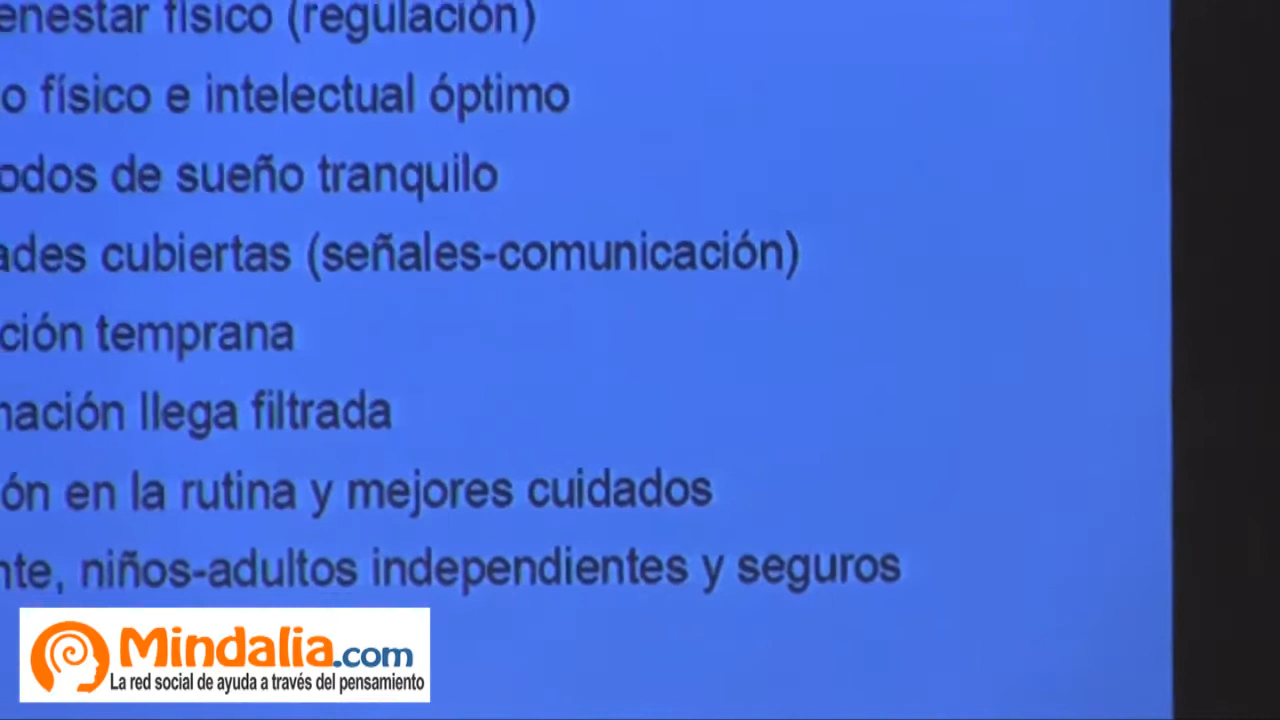 enestar físico (regulación)
o físico e intelectual óptimo
odos de sueño tranquilo
ades cubiertas (señales-comunicación)
ción temprana
mación llega filtrada
ón en la rutina y mejores cuidados
nte, niños-adultos independientes y seguros
Mindalia.com
La red social de ayuda a través del pensamiento